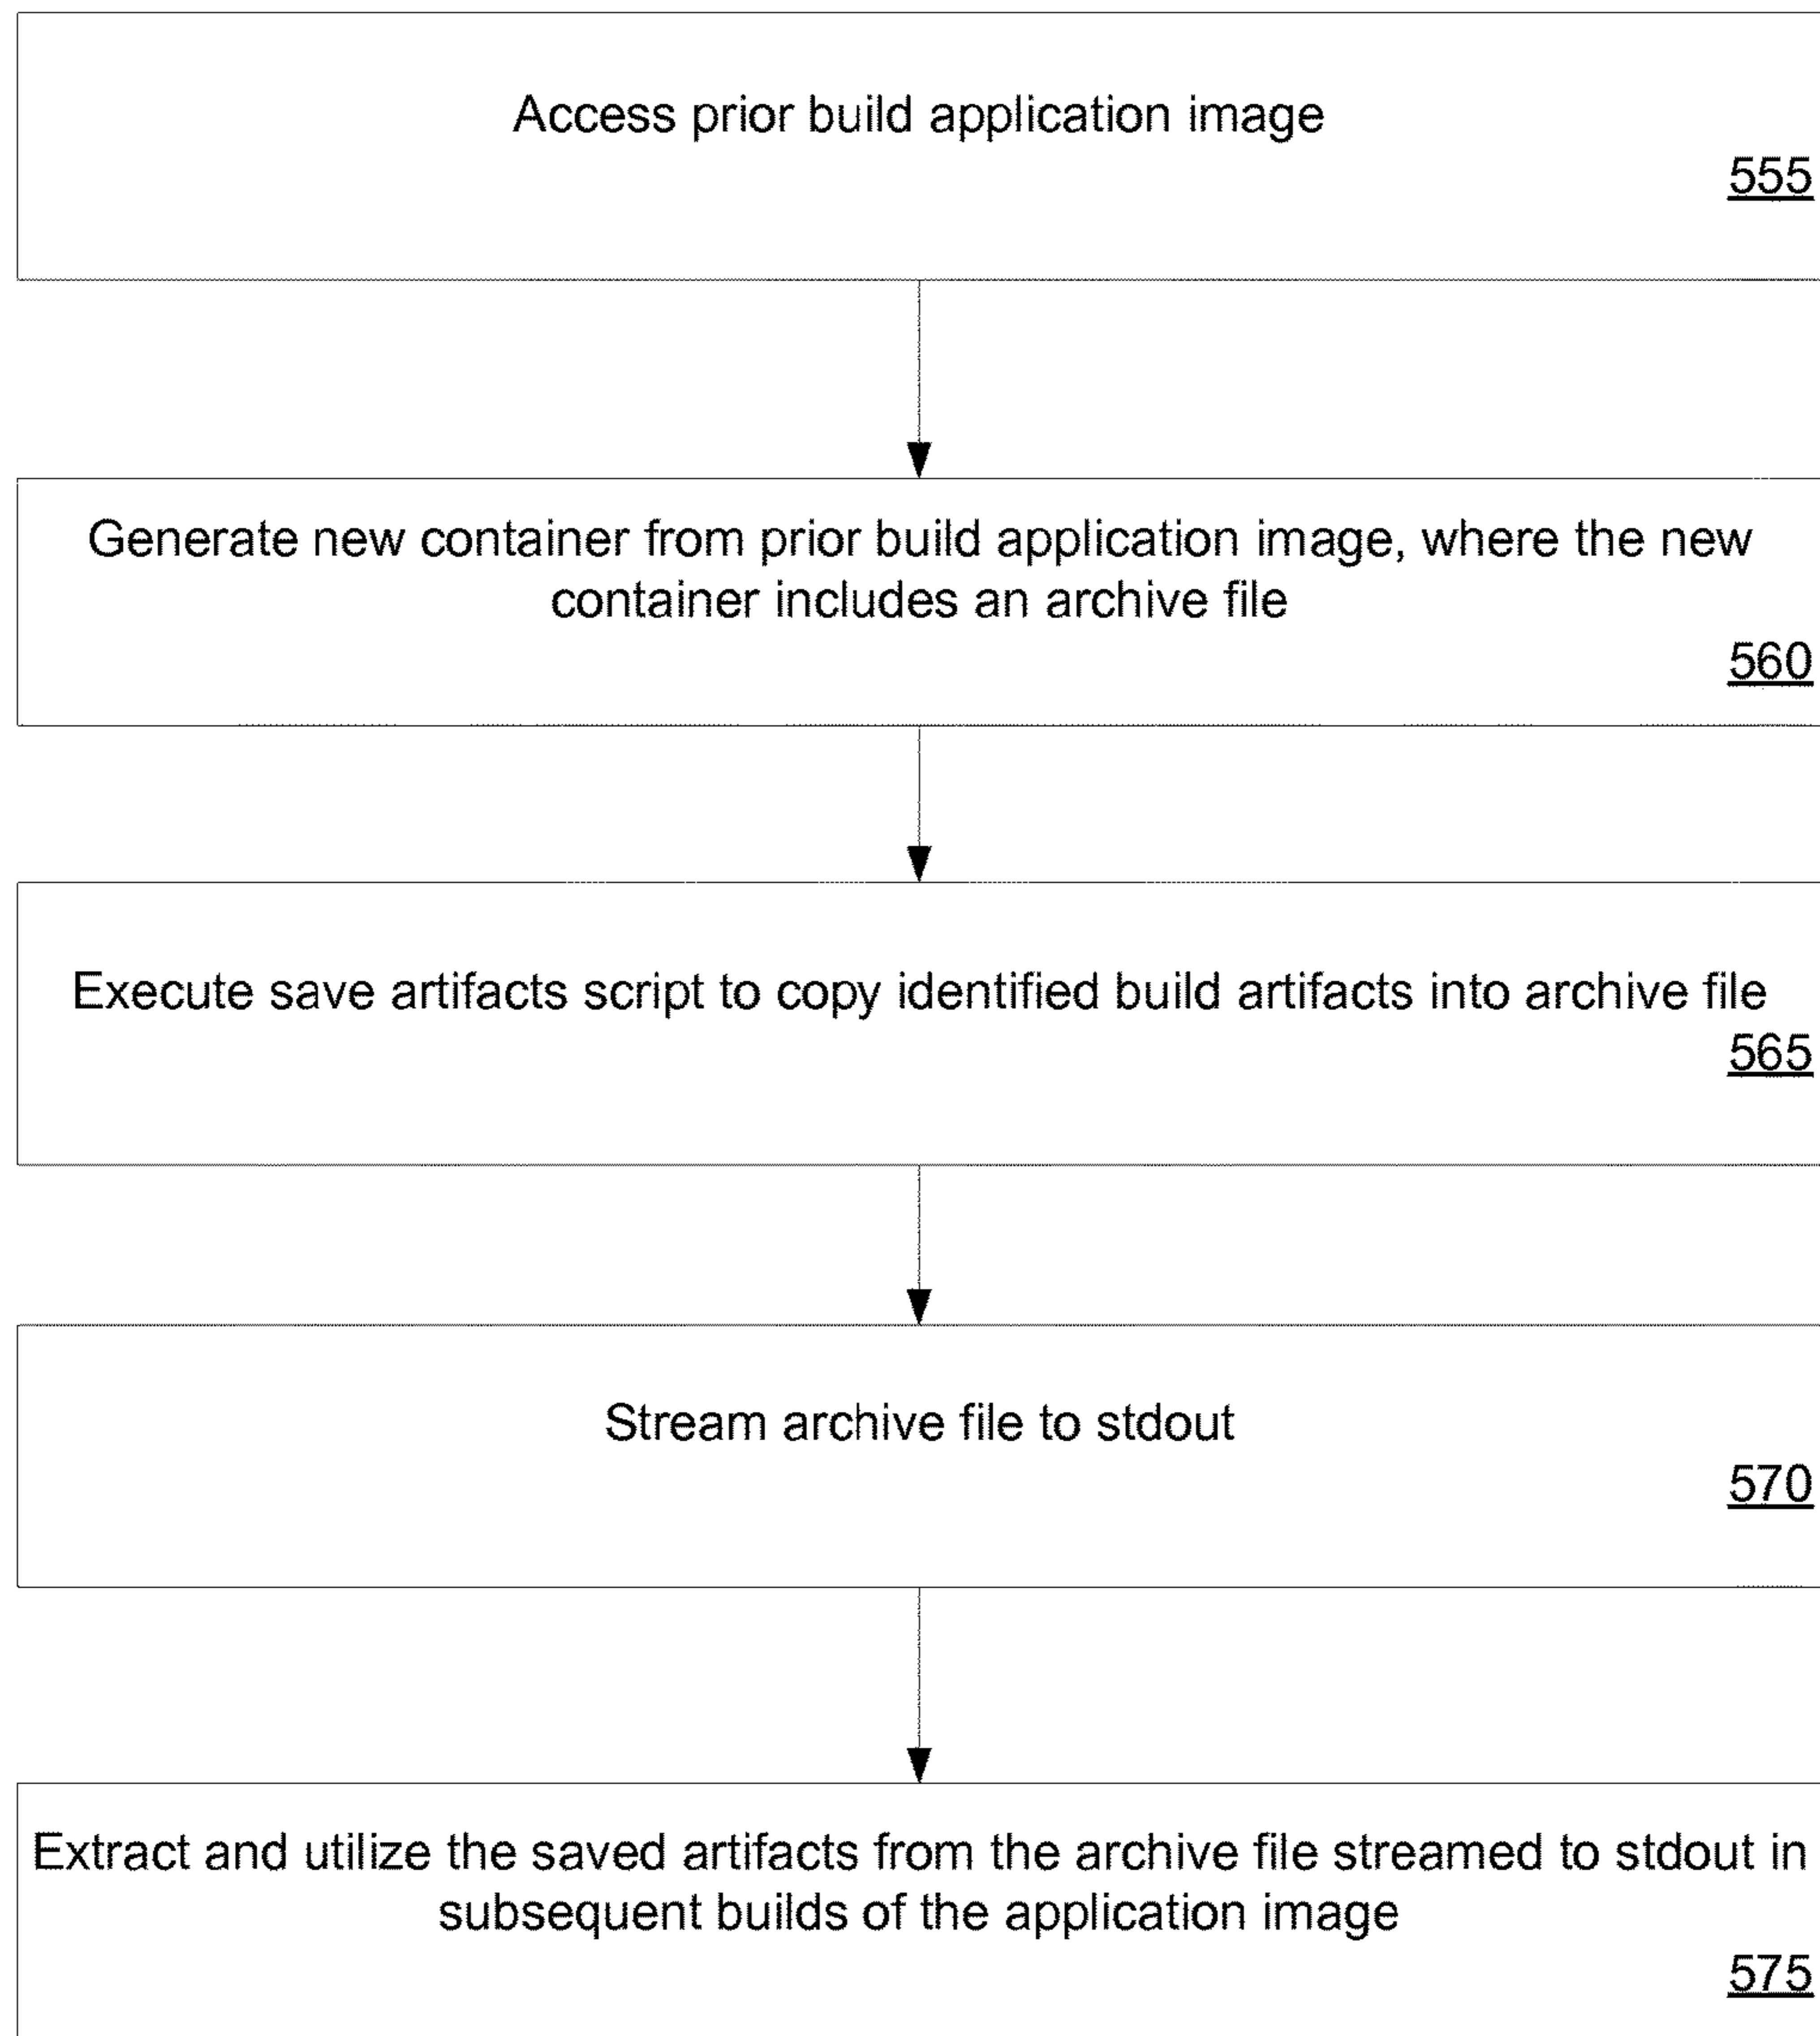 Access prior build application image
555
Generate new container from prior build application image, where the new
container includes an archive file
560
Execute save artifacts script to copy identified build artifacts into archive file
565
Stream archive file to stdout
570
Extract and utilize the saved artifacts from the archive file streamed to stdout in
subsequent builds of the application image
575